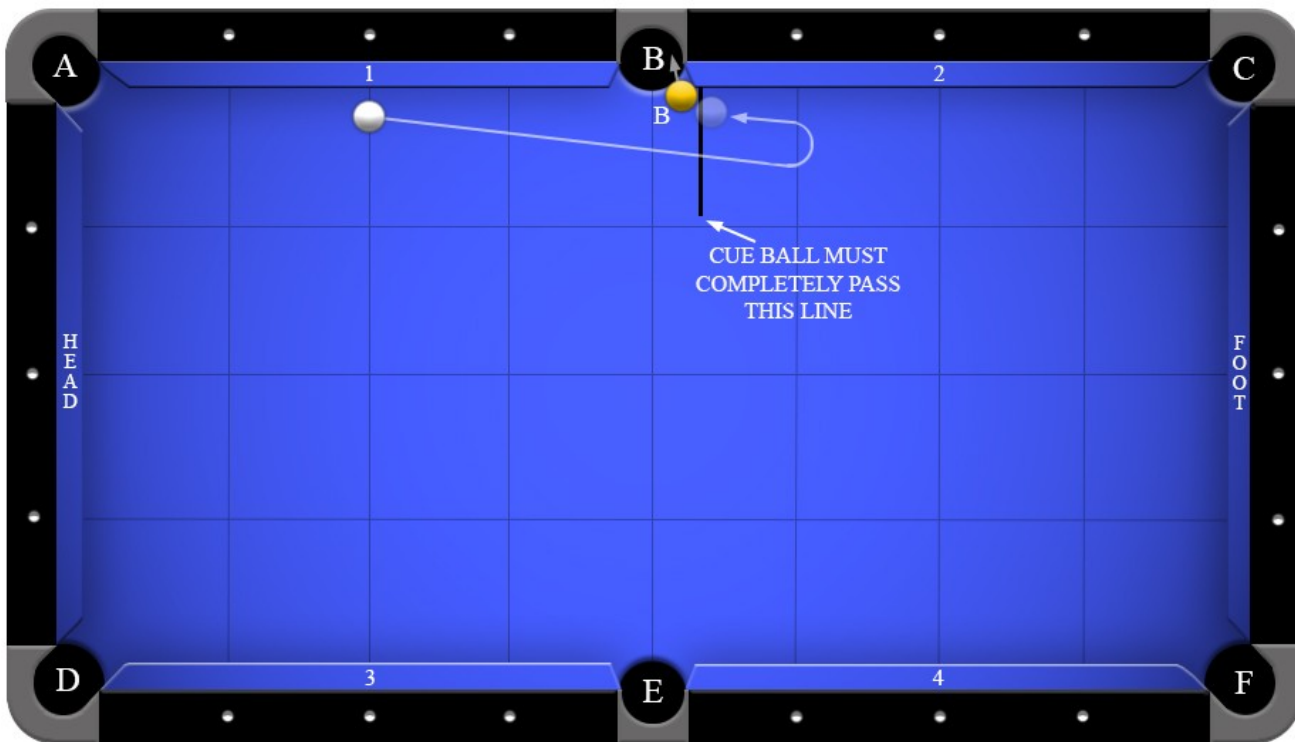 A
B
C
1
2
B
CUE BALL MUST
COMPLETELY PASS
THIS LINE
HEAD
FOOT
D
3
E
4
F